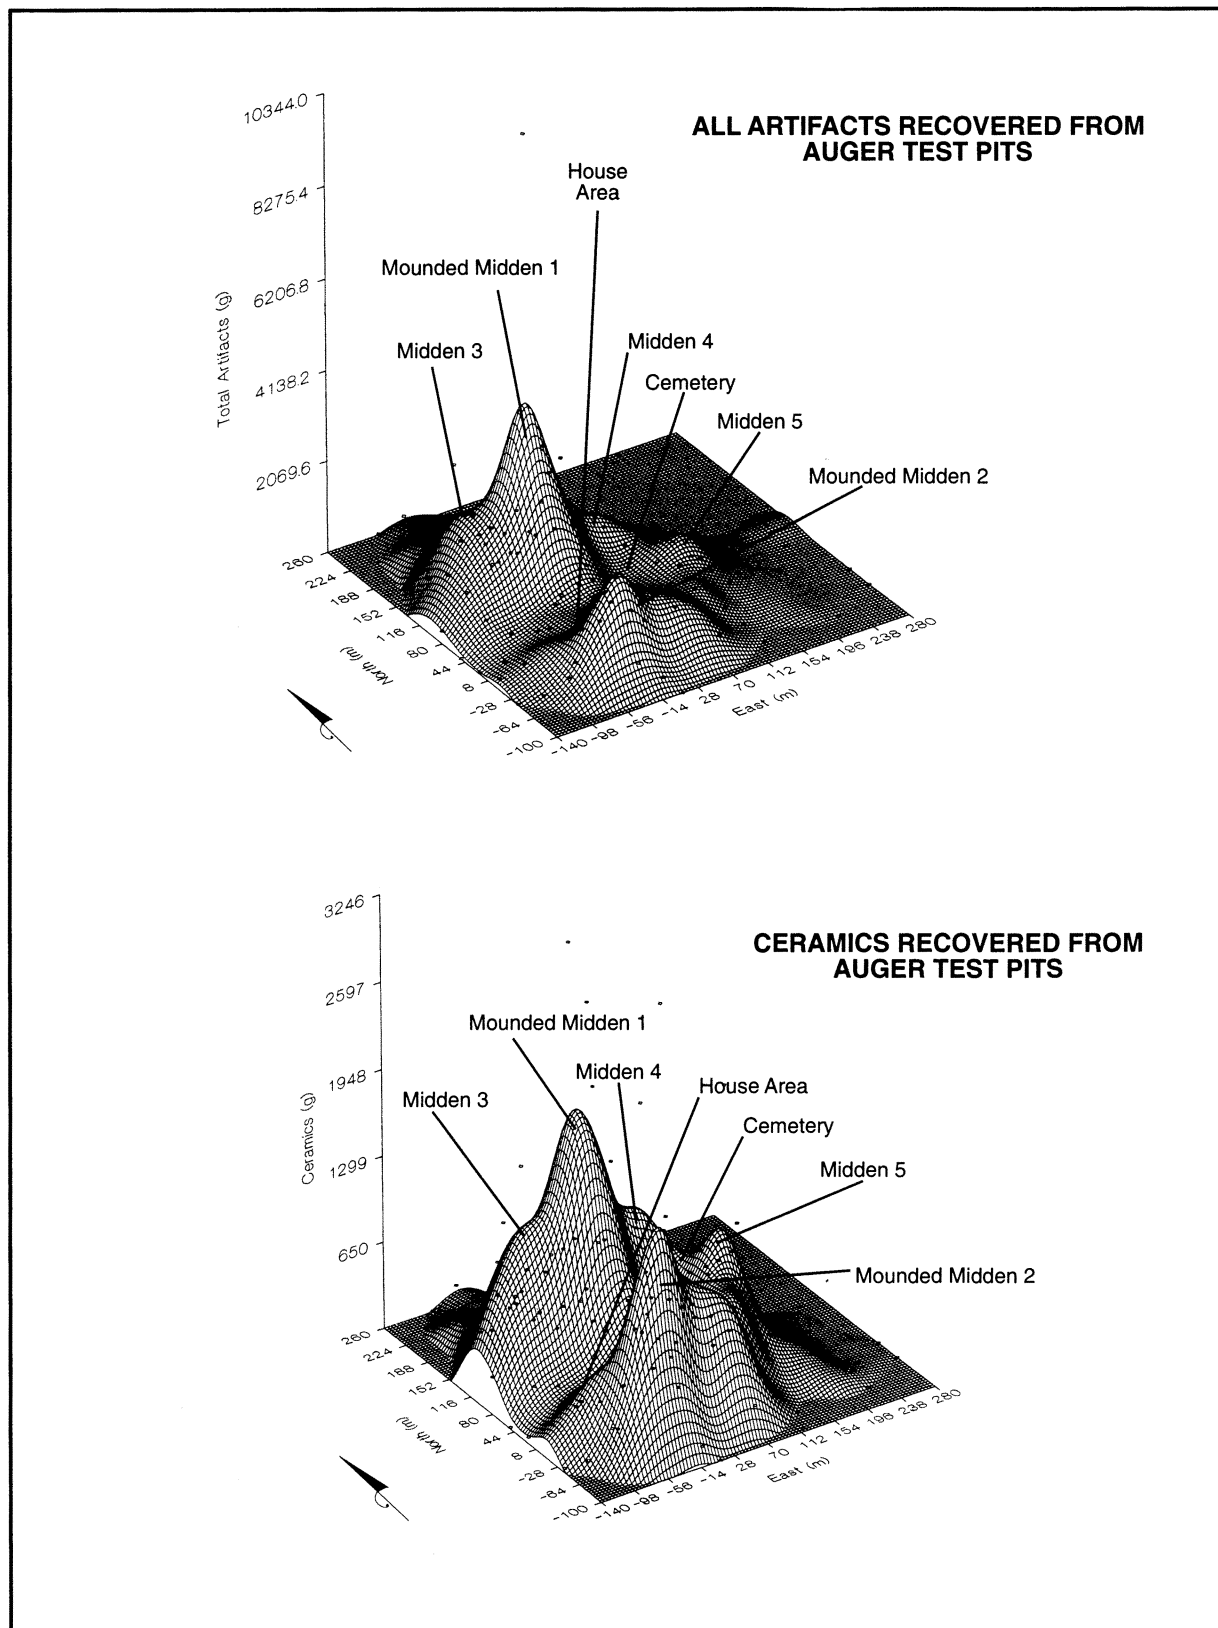 ALL ARTIFACTS RECOVERED FROM
AUGER TEST PITS
10344.0
8275.4
6206.8
4138.2
2069.6
Total Artifacts (g)
House
Area
Mounded Midden 1
Midden 3
Midden 4
Cemetery
Midden 5
Mounded Midden 2
260
224
188
152
116
80
44
8
-28
-64
-100
North (m)
-140
-98
-56
-14
28
70
112
154
196
238
280
East (m)
CERAMICS RECOVERED FROM
AUGER TEST PITS
3246
2597
1948
1299
650
Ceramics (g)
Mounded Midden 1
Midden 4
House Area
Midden 3
Cemetery
Midden 5
Mounded Midden 2
260
224
188
152
116
80
44
8
-28
-64
-100
North (m)
-140
-98
-56
-14
28
70
112
154
196
238
280
East (m)